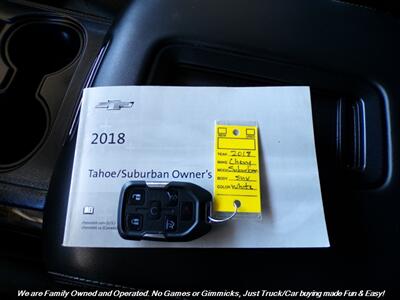 2018
Tahoe/Suburban Owner's
YEAR 2018
MAKE Chevy
MODEL Suburban
BODY Suv
COLOR White
We are Family Owned and Operated. No Games or Gimmicks, Just Truck/Car buying made Fun & Easy!